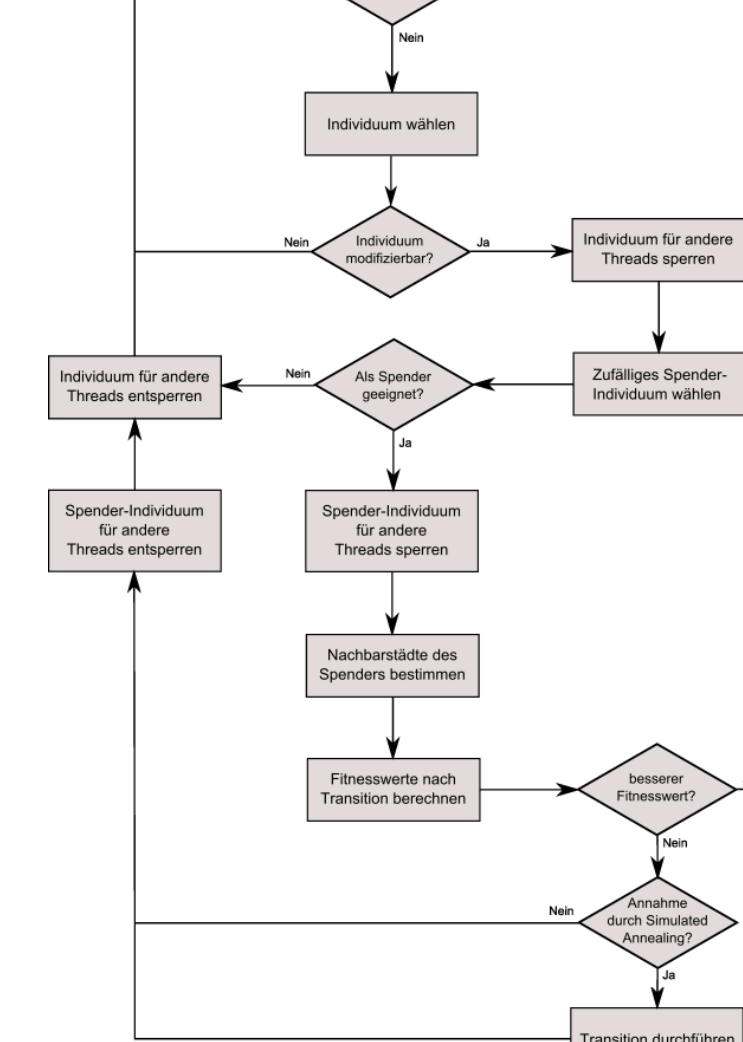 Nein
Individuum wählen
Individuum
modifizierbar?
Nein
Ja
Individuum für andere
Threads sperren
Individuum für andere
Threads entsperren
Nein
Als Spender
geeignet?
Zufälliges Spender-
Individuum wählen
Ja
Spender-Individuum
für andere
Threads entsperren
Spender-Individuum
für andere
Threads sperren
Nachbarstädte des
Spenders bestimmen
Fitnesswerte nach
Transition berechnen
besserer
Fitnesswert?
Nein
Nein
Annahme
durch Simulated
Annealing?
Ja
Transition durchführen